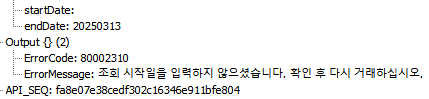 startDate:
endDate: 20250313
Output {} (2)
ErrorCode: 80002310
ErrorMessage: 조회 시작일을 입력하지 않으셨습니다. 확인 후 다시 거래하십시오.
API_SEQ: fa8e07e38cedf302c16346e911bfe804